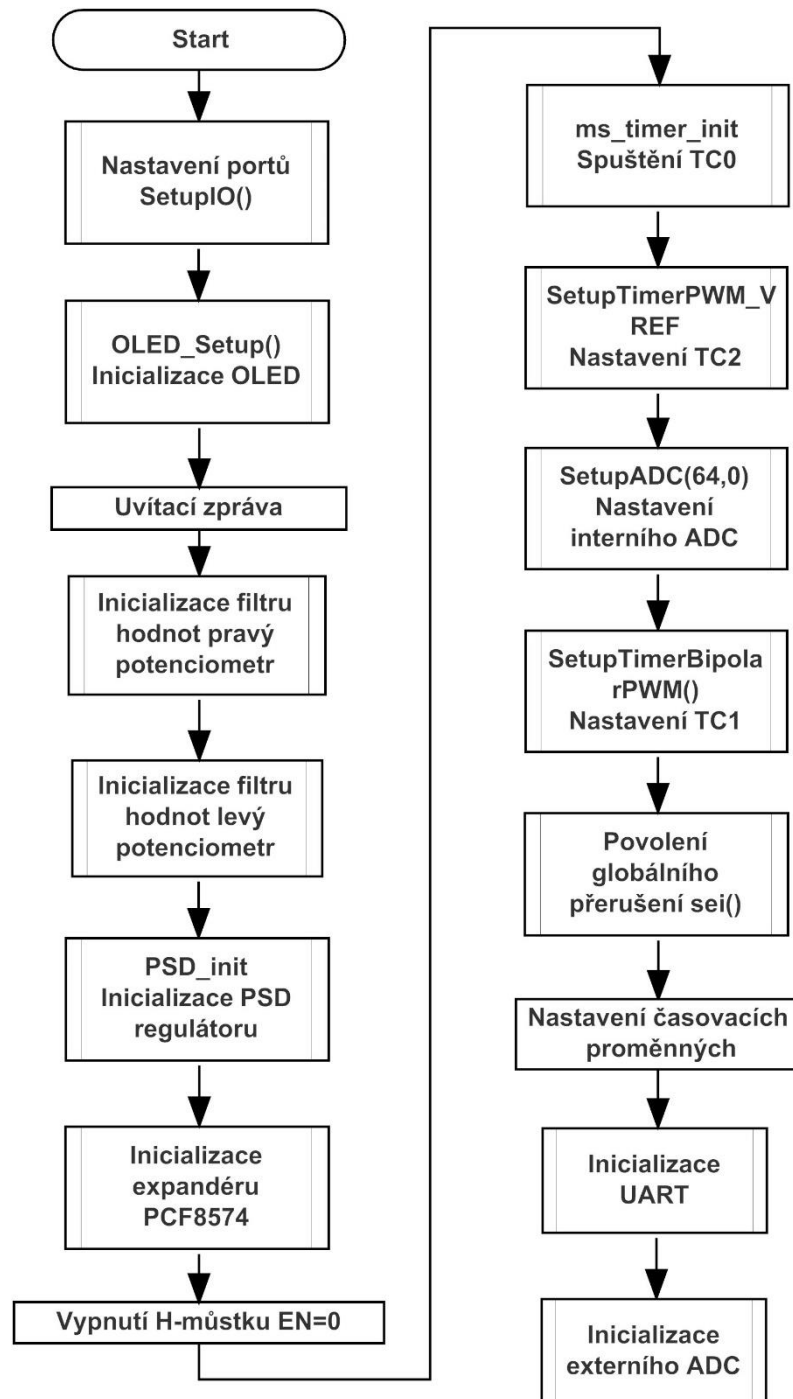 Start
Nastavení portů
SetupIO()
OLED_Setup()
Inicializace OLED
Uvítací zpráva
Inicializace filtru
hodnot pravý
potenciometr
Inicializace filtru
hodnot levý
potenciometr
PSD_init
Inicializace PSD
regulátoru
Inicializace
expandéru
PCF8574
Vypnutí H-můstku EN=0
ms_timer_init
Spuštění TC0
SetupTimerPWM_V
REF
Nastavení TC2
SetupADC(64,0)
Nastavení
interního ADC
SetupTimerBipola
rPWM()
Nastavení TC1
Povolení
globálního
přerušení sei()
Nastavení časovacích
proměnných
Inicializace
UART
Inicializace
externího ADC